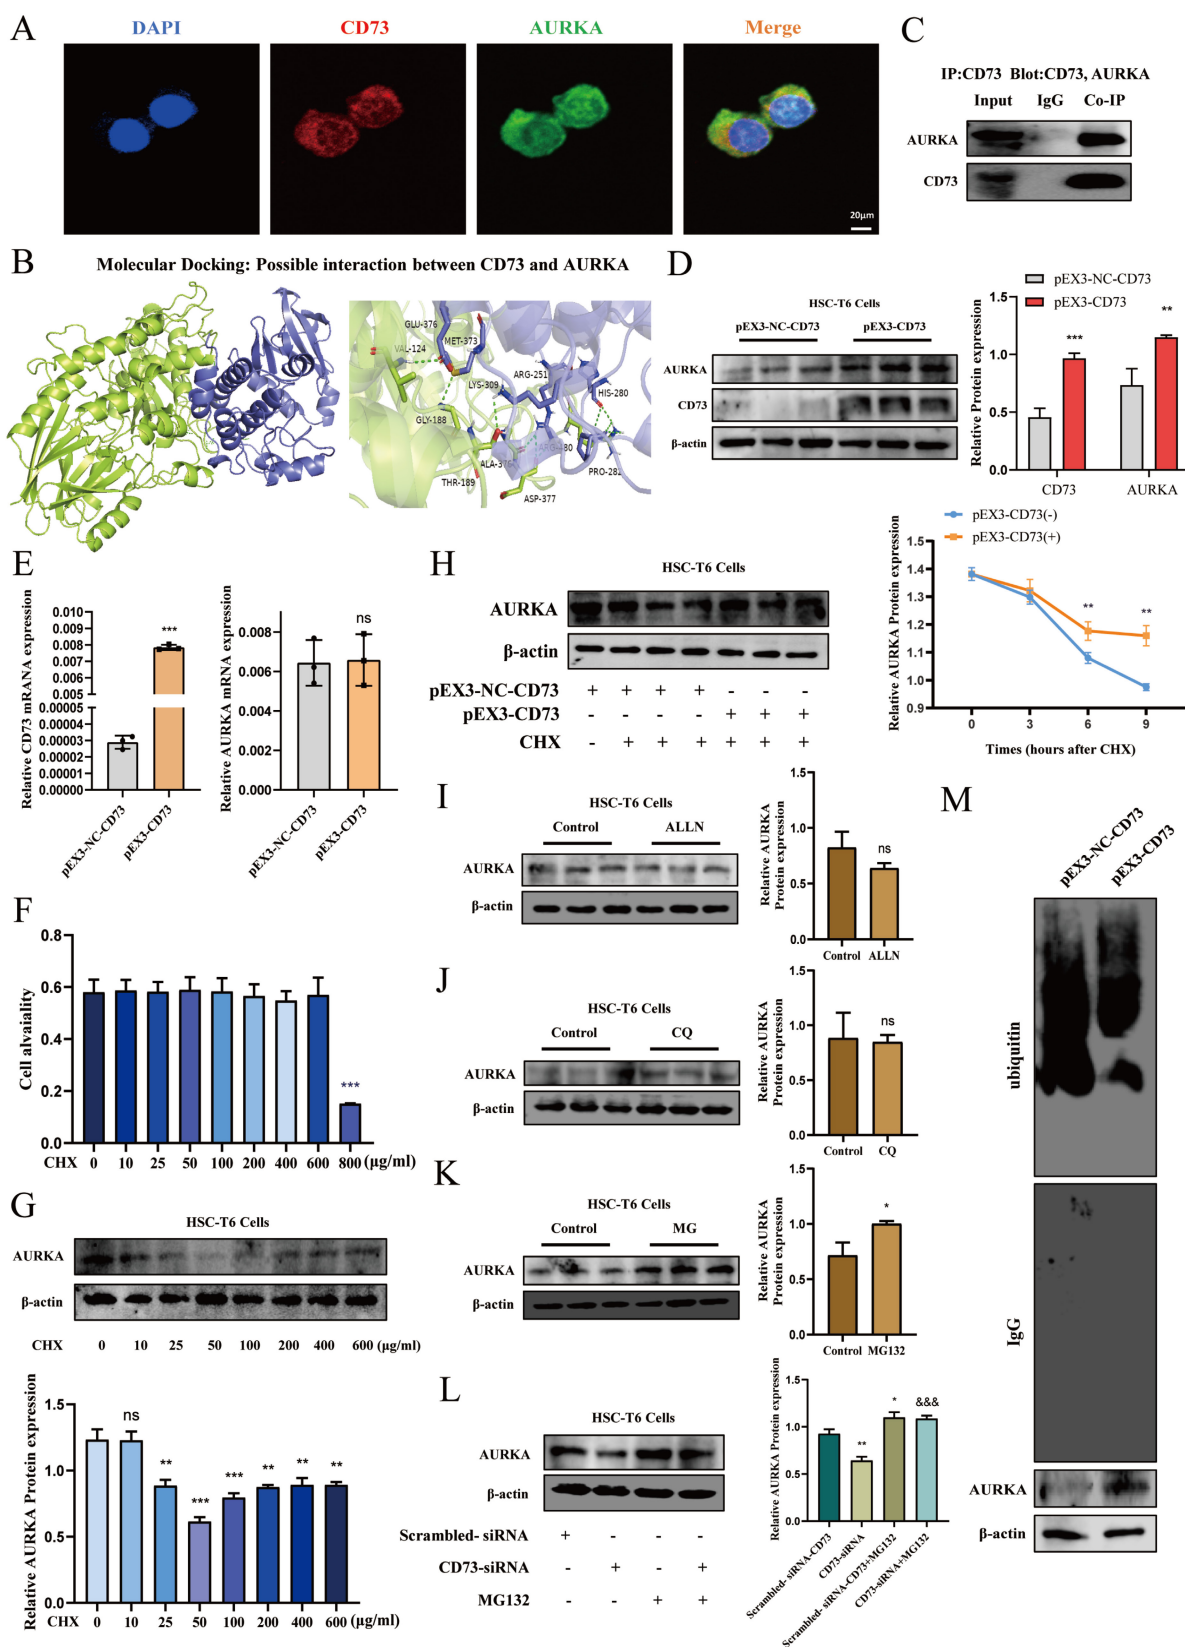 A
DAPI
CD73
AURKA
Merge
20μm
C
IP:CD73 Blot:CD73, AURKA
Input IgG Co-IP
AURKA
CD73
B
Molecular Docking: Possible interaction between CD73 and AURKA
GLU-376
VAL-124
MET-373
LYS-309
ARG-251
HIS-280
GLY-188
ALA-376
THR-189
ASP-377
D
HSC-T6 Cells
pEX3-NC-CD73 pEX3-CD73
AURKA
CD73
β-actin
pEX3-NC-CD73
pEX3-CD73
Relative Protein expression
1.5
1.0
0.5
0.0
***
**
CD73 AURKA
E
Relative CD73 mRANA expression
0.010
0.009
0.008
0.007
0.006
0.005
0.00005
0.00004
0.00003
0.00002
0.00001
0.00000
***
pEX3-NC-CD73
pEX3-CD73
Relative AURKA mRNA expression
0.008
0.006
0.004
0.002
0.000
ns
pEX3-NC-CD73
pEX3-CD73
H
HSC-T6 Cells
AURKA
β-actin
pEX3-NC-CD73 + + + + - - -
pEX3-CD73 - - - - + + +
CHX - + + + + + +
pEX3-CD73(-)
pEX3-CD73(+)
Relative AURKA Protein expression
1.5
1.4
1.3
1.2
1.1
1.0
0.9
**
**
0 3 6 9
Times (hours after CHX)
F
Cell alvaiality
0.8
0.6
0.4
0.2
0.0
***
CHX 0 10 25 50 100 200 400 600 800 (μg/ml)
G
HSC-T6 Cells
AURKA
β-actin
CHX 0 10 25 50 100 200 400 600 (μg/ml)
Relative AURKA Protein expression
1.5
1.0
0.5
0.0
ns
**
***
***
**
**
**
CHX 0 10 25 50 100 200 400 600 (μg/ml)
I
HSC-T6 Cells
Control ALLN
AURKA
β-actin
Relative AURKA
Protein expression
1.5
1.0
0.5
0.0
ns
Control ALLN
J
HSC-T6 Cells
Control CQ
AURKA
β-actin
Relative AURKA
Protein expression
1.5
1.0
0.5
0.0
ns
Control CQ
K
HSC-T6 Cells
Control MG
AURKA
β-actin
Relative AURKA
Protein expression
1.5
1.0
0.5
0.0
*
Control MG132
L
HSC-T6 Cells
AURKA
β-actin
Scrambled- siRNA + - - -
CD73-siRNA - + - +
MG132 - - + +
Relative AURKA Protein expression
1.5
1.0
0.5
0.0
**
*
&&&
Scrambled- siRNA-CD73
CD73-siRNA
Scrambled- siRNA-CD73+MG132
CD73-siRNA+MG132
M
pEX3-NC-CD73
pEX3-CD73
ubiquitin
IgG
AURKA
β-actin